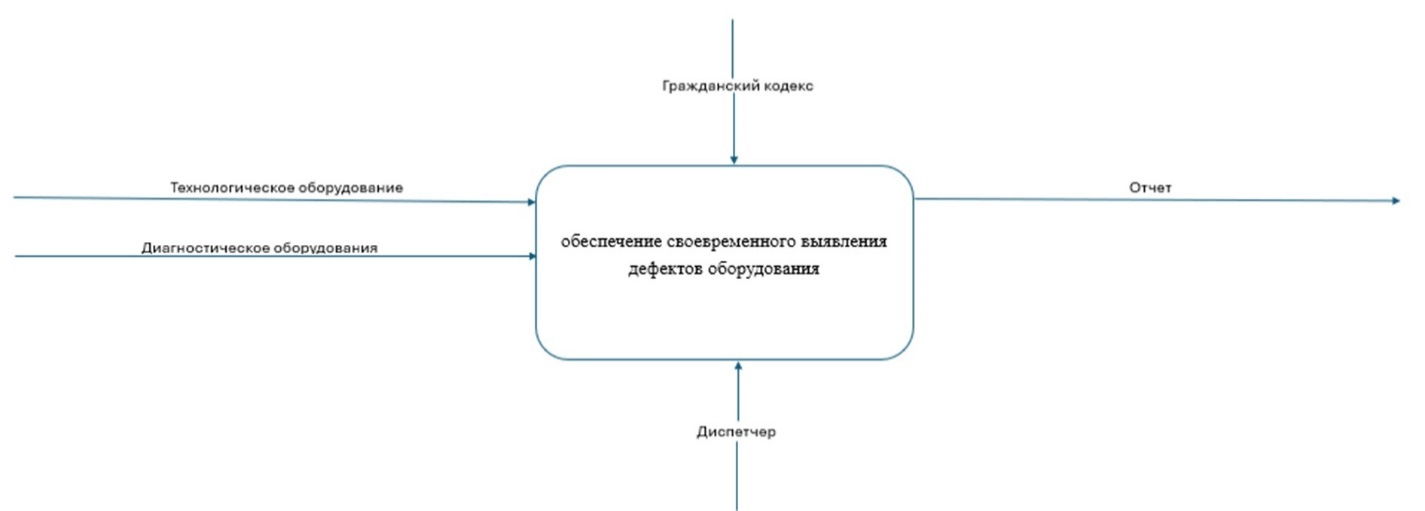 Гражданский кодекс
Технологическое оборудование
Отчет
Диагностическое оборудования
обеспечение своевременного выявления
дефектов оборудования
Диспетчер